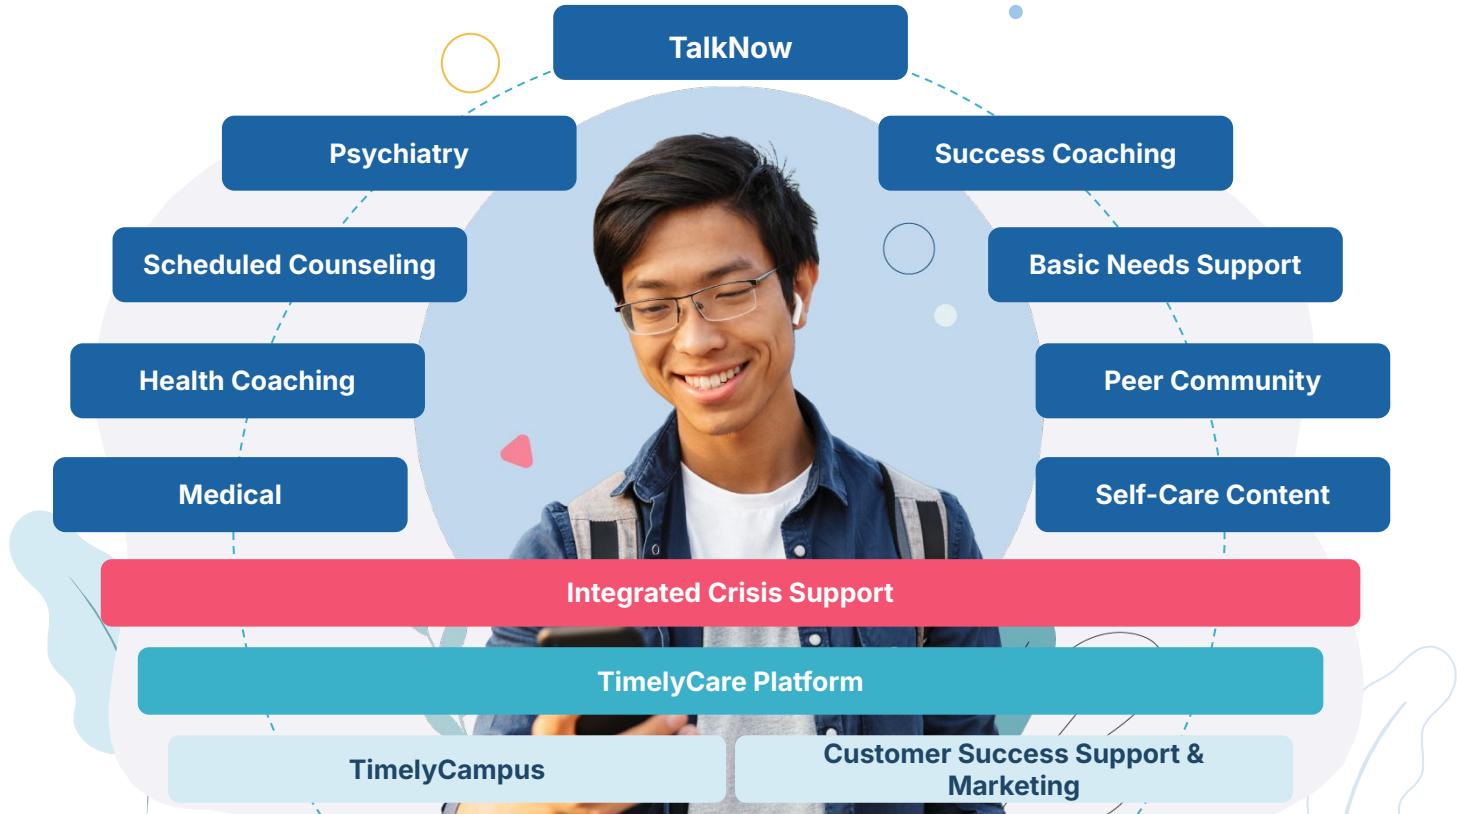 TalkNow
Psychiatry
Success Coaching
Scheduled Counseling
Basic Needs Support
Health Coaching
Peer Community
Medical
Self-Care Content
Integrated Crisis Support
TimelyCare Platform
TimelyCampus
Customer Success Support &
Marketing